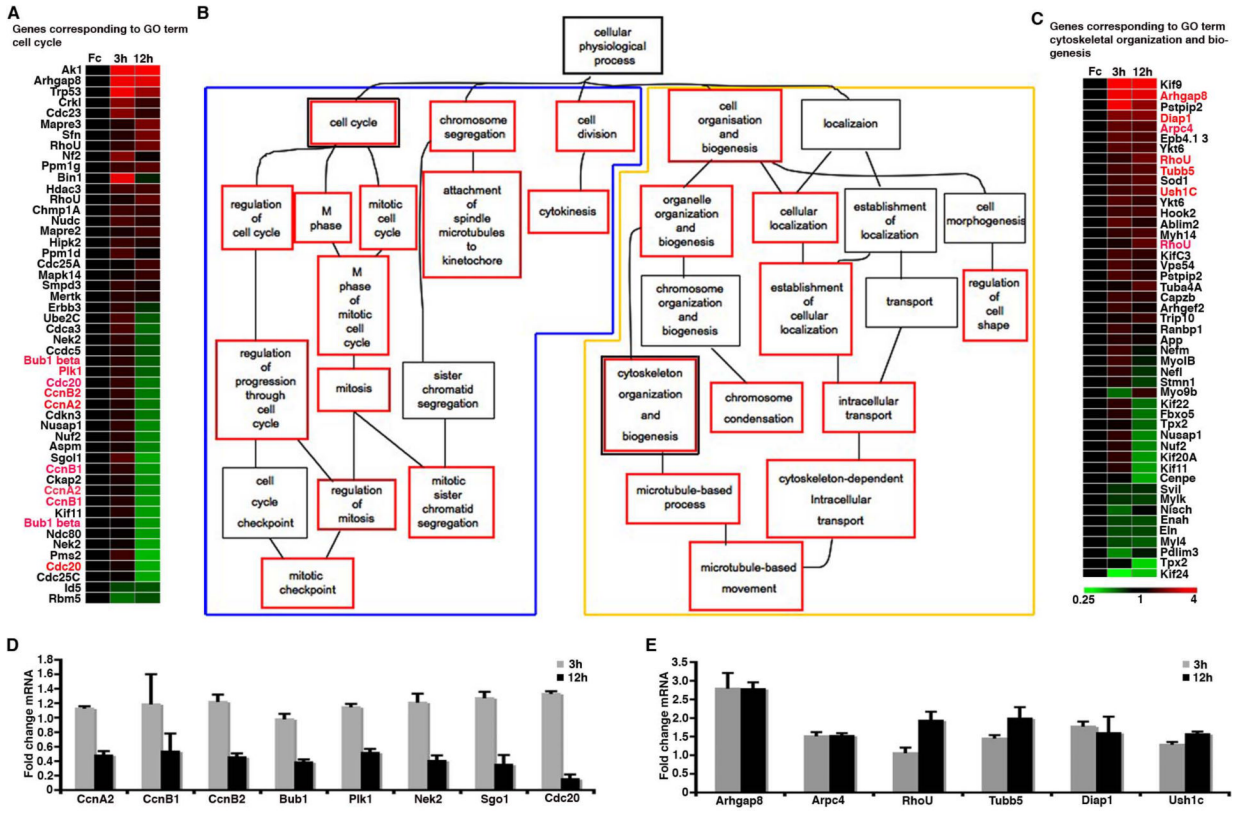 A
Genes corresponding to GO term
cell cycle
Fc 3h 12h
Ak1
Arhgap8
Trp53
Crkl
Cdc23
Mapre3
Sfn
RhoU
Nf2
Ppm1g
Bin1
Hdac3
RhoU
Chmp1A
Nudc
Mapre2
Hipk2
Ppm1d
Cdc25A
Mapk14
Smpd3
Mertk
Erbb3
Ube2C
Cdca3
Nek2
Ccdc5
Bub1 beta
Plk1
Cdc20
CcnB2
CcnA2
Cdkn3
Nusap1
Nuf2
Aspm
Sgol1
CcnB1
Ckap2
CcnA2
CcnB1
Kif11
Bub1 beta
Ndc80
Nek2
Pms2
Cdc20
Cdc25C
Id5
Rbm5
B
cellular
physiological
process
cell cycle
chromosome
segregation
cell
division
cell
organisation
and
biogenesis
localizaion
regulation
of
cell cycle
M
phase
mitotic
cell
cycle
attachment
of
spindle
microtubules
to
kinetochore
cytokinesis
organelle
organization
and
biogenesis
cellular
localization
establishment
of
localization
cell
morphogenesis
M
phase
of
mitotic
cell
cycle
chromosome
organization
and
biogenesis
establishment
of
cellular
localization
transport
regulation
of
cell
shape
regulation
of
progression
through
cell
cycle
mitosis
sister
chromatid
segregation
cytoskeleton
organization
and
biogenesis
chromosome
condensation
intracellular
transport
cell
cycle
checkpoint
regulation
of
mitosis
mitotic
sister
chromatid
segregation
microtubule-based
process
cytoskeleton-dependent
Intracellular
transport
mitotic
checkpoint
microtubule-based
movement
C
Genes corresponding to GO term
cytoskeletal organization and bio-
genesis
Fc 3h 12h
Kif9
Arhgap8
Pstpip2
Diap1
Arpc4
Epb4.1 3
Ykt6
RhoU
Tubb5
Sod1
Ush1C
Ykt6
Hook2
Ablim2
Myh14
RhoU
KifC3
Vps54
Pstpip2
Tuba4A
Capzb
Arhgef2
Trip10
Ranbp1
App
Nefm
MyolB
Nefl
Stmn1
Myo9b
Kif22
Fbxo5
Tpx2
Nusap1
Nuf2
Kif20A
Kif11
Cenpe
Svil
Mylk
Nisch
Enah
Eln
Myl4
Pdlim3
Tpx2
Kif24
0.25 1 4
D
Fold change mRNA
1.8
1.6
1.4
1.2
1.0
0.8
0.6
0.4
0.2
0
3h
12h
CcnA2 CcnB1 CcnB2 Bub1 Plk1 Nek2 Sgo1 Cdc20
E
Fold change mRNA
3.5
3.0
2.5
2.0
1.5
1.0
0.5
0
3h
12h
Arhgap8 Arpc4 RhoU Tubb5 Diap1 Ush1c